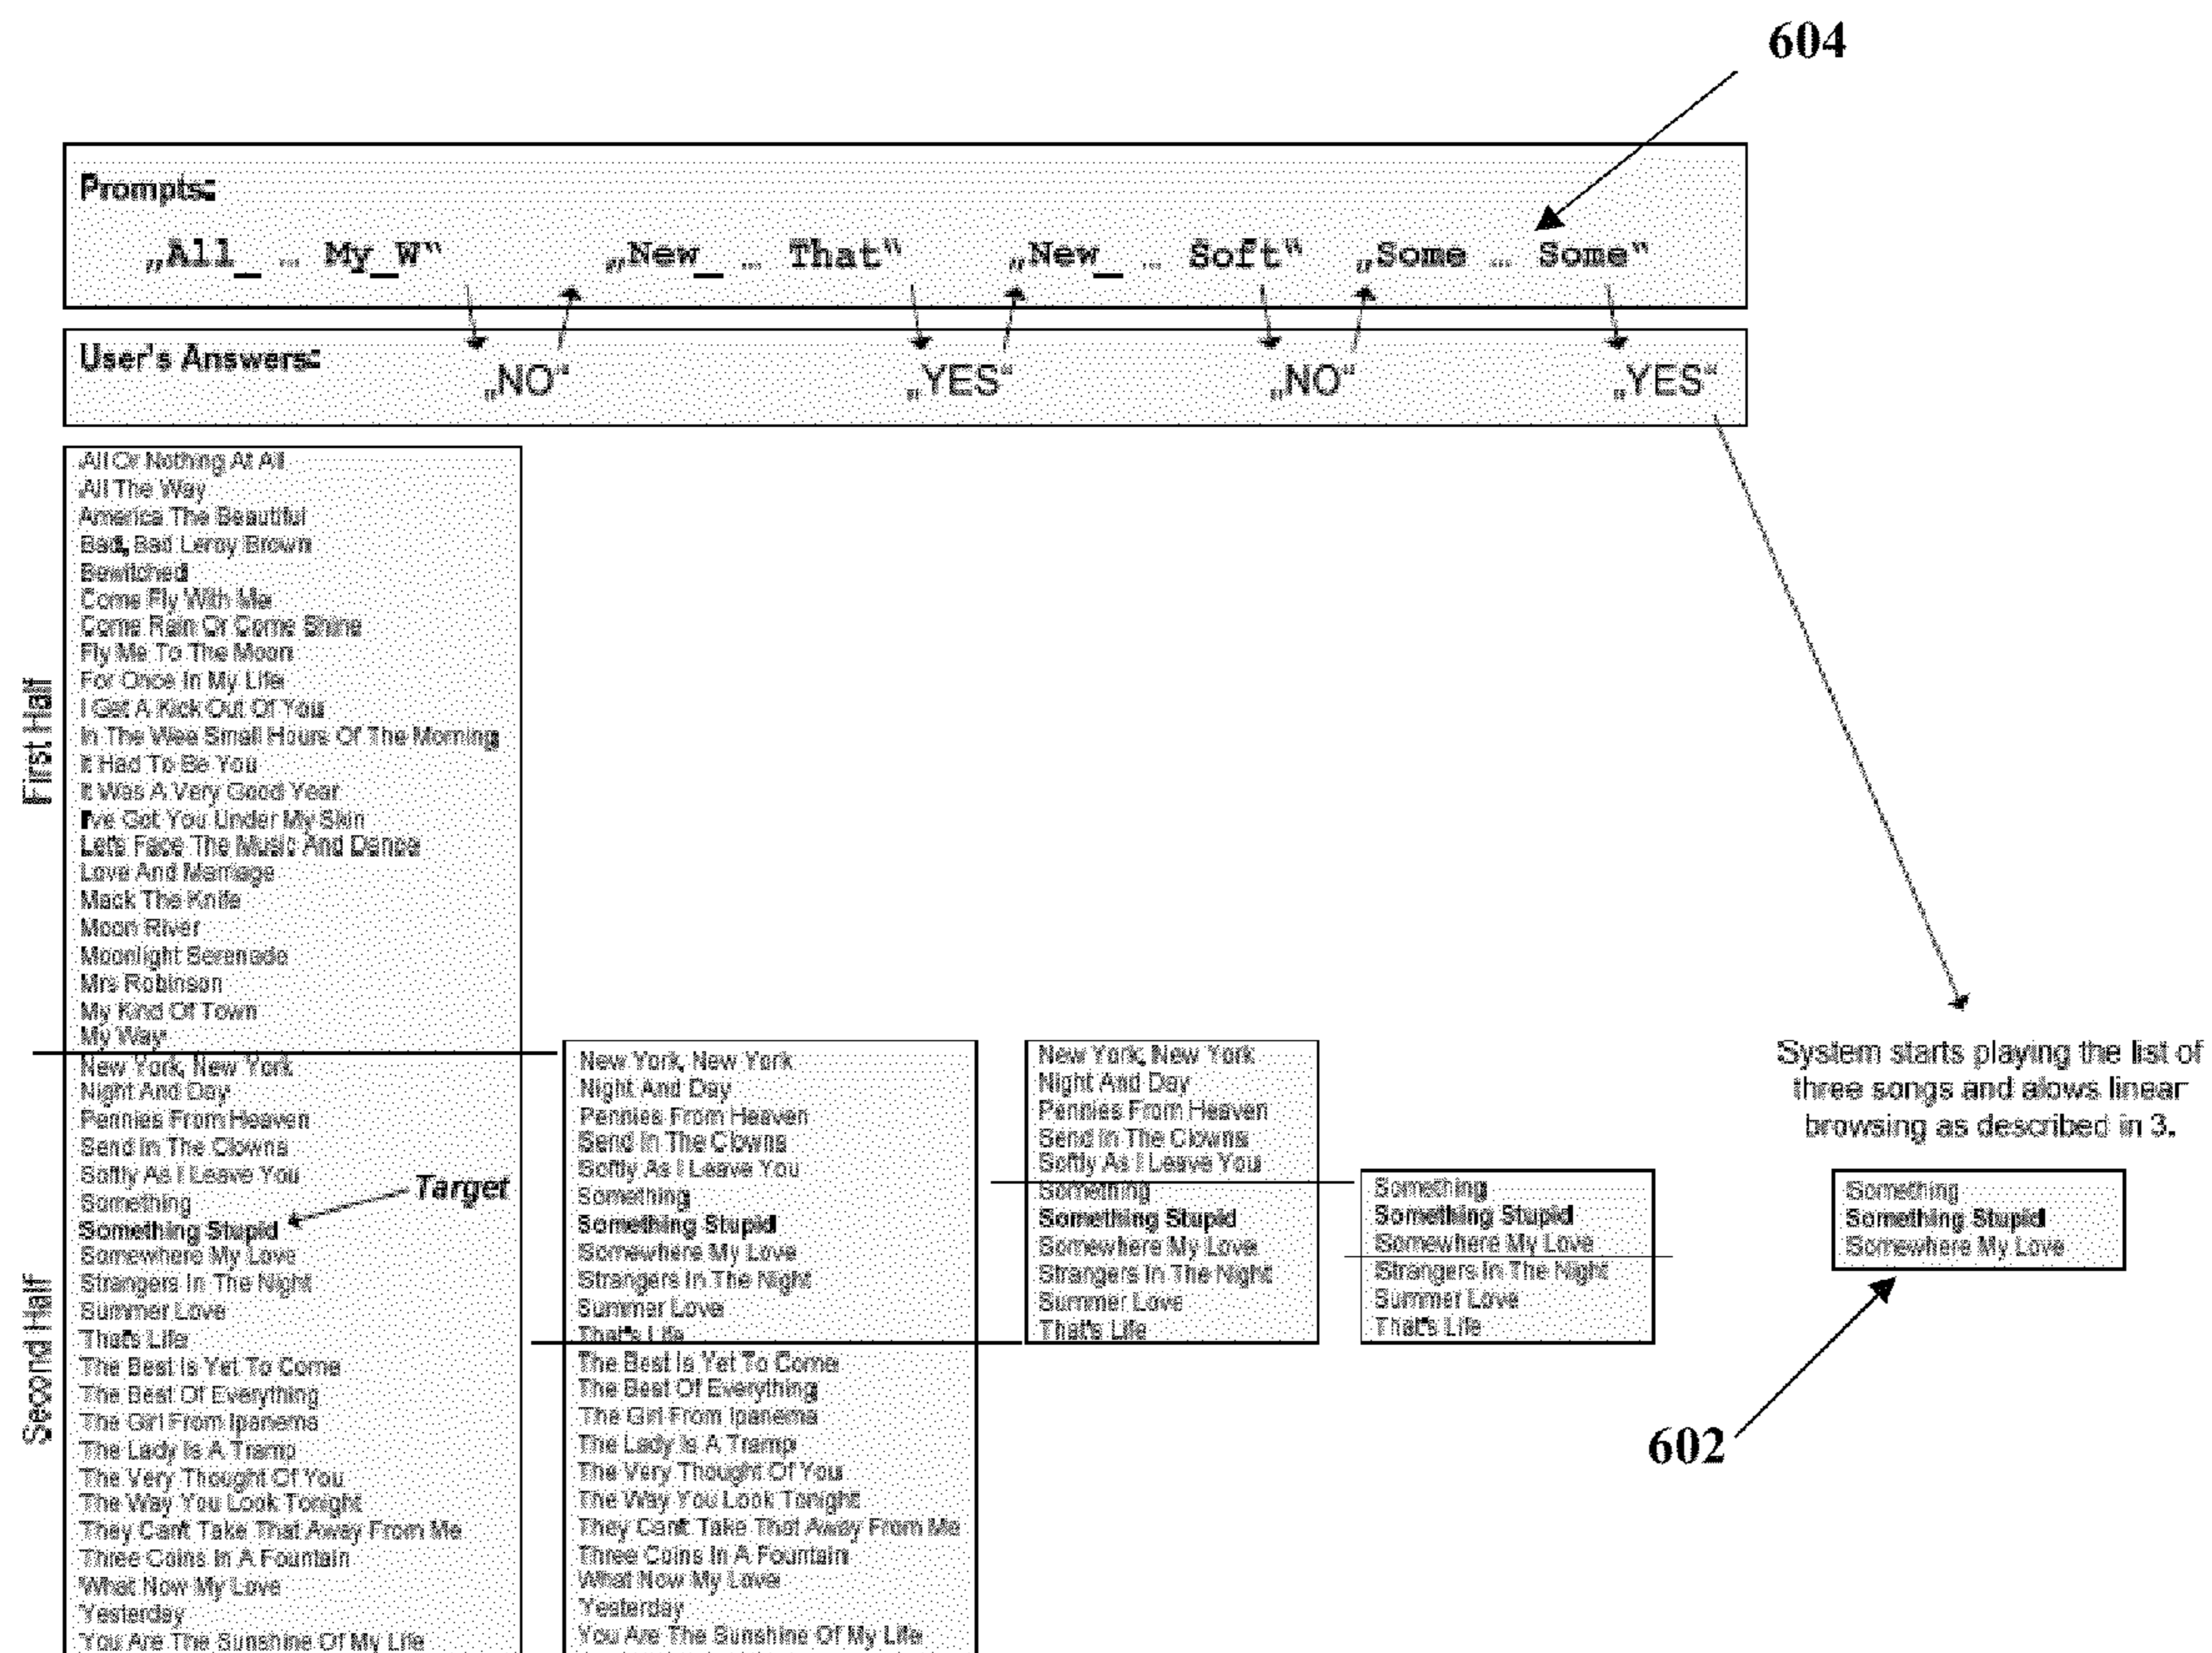 604
Prompts:
„All_ … My_W“ „New_ … That“ „New_ … Soft“ „Some … Some“
User's Answers:
„NO“ „YES“ „NO“ „YES“
First Half
All Or Nothing At All
All The Way
America The Beautiful
Bad, Bad Leroy Brown
Bewitched
Come Fly With Me
Come Rain Or Come Shine
Fly Me To The Moon
For Once In My Life
I Get A Kick Out Of You
In The Wee Small Hours Of The Morning
It Had To Be You
It Was A Very Good Year
I've Got You Under My Skin
Let's Face The Music And Dance
Love And Marriage
Mack The Knife
Moon River
Moonlight Serenade
Mrs Robinson
My Kind Of Town
My Way
Second Half
New York, New York
Night And Day
Pennies From Heaven
Send In The Clowns
Softly As I Leave You
Something
Something Stupid
Target
Somewhere My Love
Strangers In The Night
Summer Love
That's Life
The Best Is Yet To Come
The Best Of Everything
The Girl From Ipanema
The Lady Is A Tramp
The Very Thought Of You
The Way You Look Tonight
They Can't Take That Away From Me
Three Coins In A Fountain
What Now My Love
Yesterday
You Are The Sunshine Of My Life
New York, New York
Night And Day
Pennies From Heaven
Send In The Clowns
Softly As I Leave You
Something
Something Stupid
Somewhere My Love
Strangers In The Night
Summer Love
That's Life
The Best Is Yet To Come
The Best Of Everything
The Girl From Ipanema
The Lady Is A Tramp
The Very Thought Of You
The Way You Look Tonight
They Can't Take That Away From Me
Three Coins In A Fountain
What Now My Love
Yesterday
You Are The Sunshine Of My Life
New York, New York
Night And Day
Pennies From Heaven
Send In The Clowns
Softly As I Leave You
Something
Something Stupid
Somewhere My Love
Strangers In The Night
Summer Love
That's Life
Something
Something Stupid
Somewhere My Love
Strangers In The Night
Summer Love
That's Life
System starts playing the list of
three songs and alows linear
browsing as described in 3.
Something
Something Stupid
Somewhere My Love
602